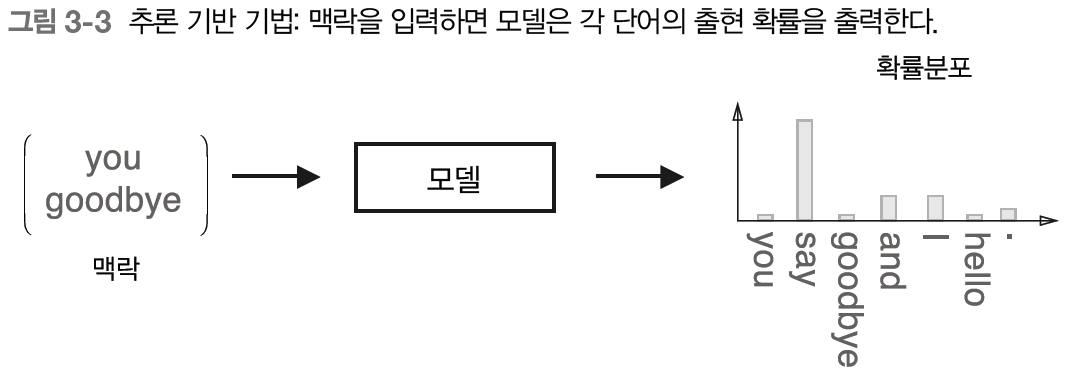 그림 3-3 추론 기반 기법: 맥락을 입력하면 모델은 각 단어의 출현 확률을 출력한다.
확률분포
you
goodbye
맥락
모델
you
say
goodbye
and
I
hello
.